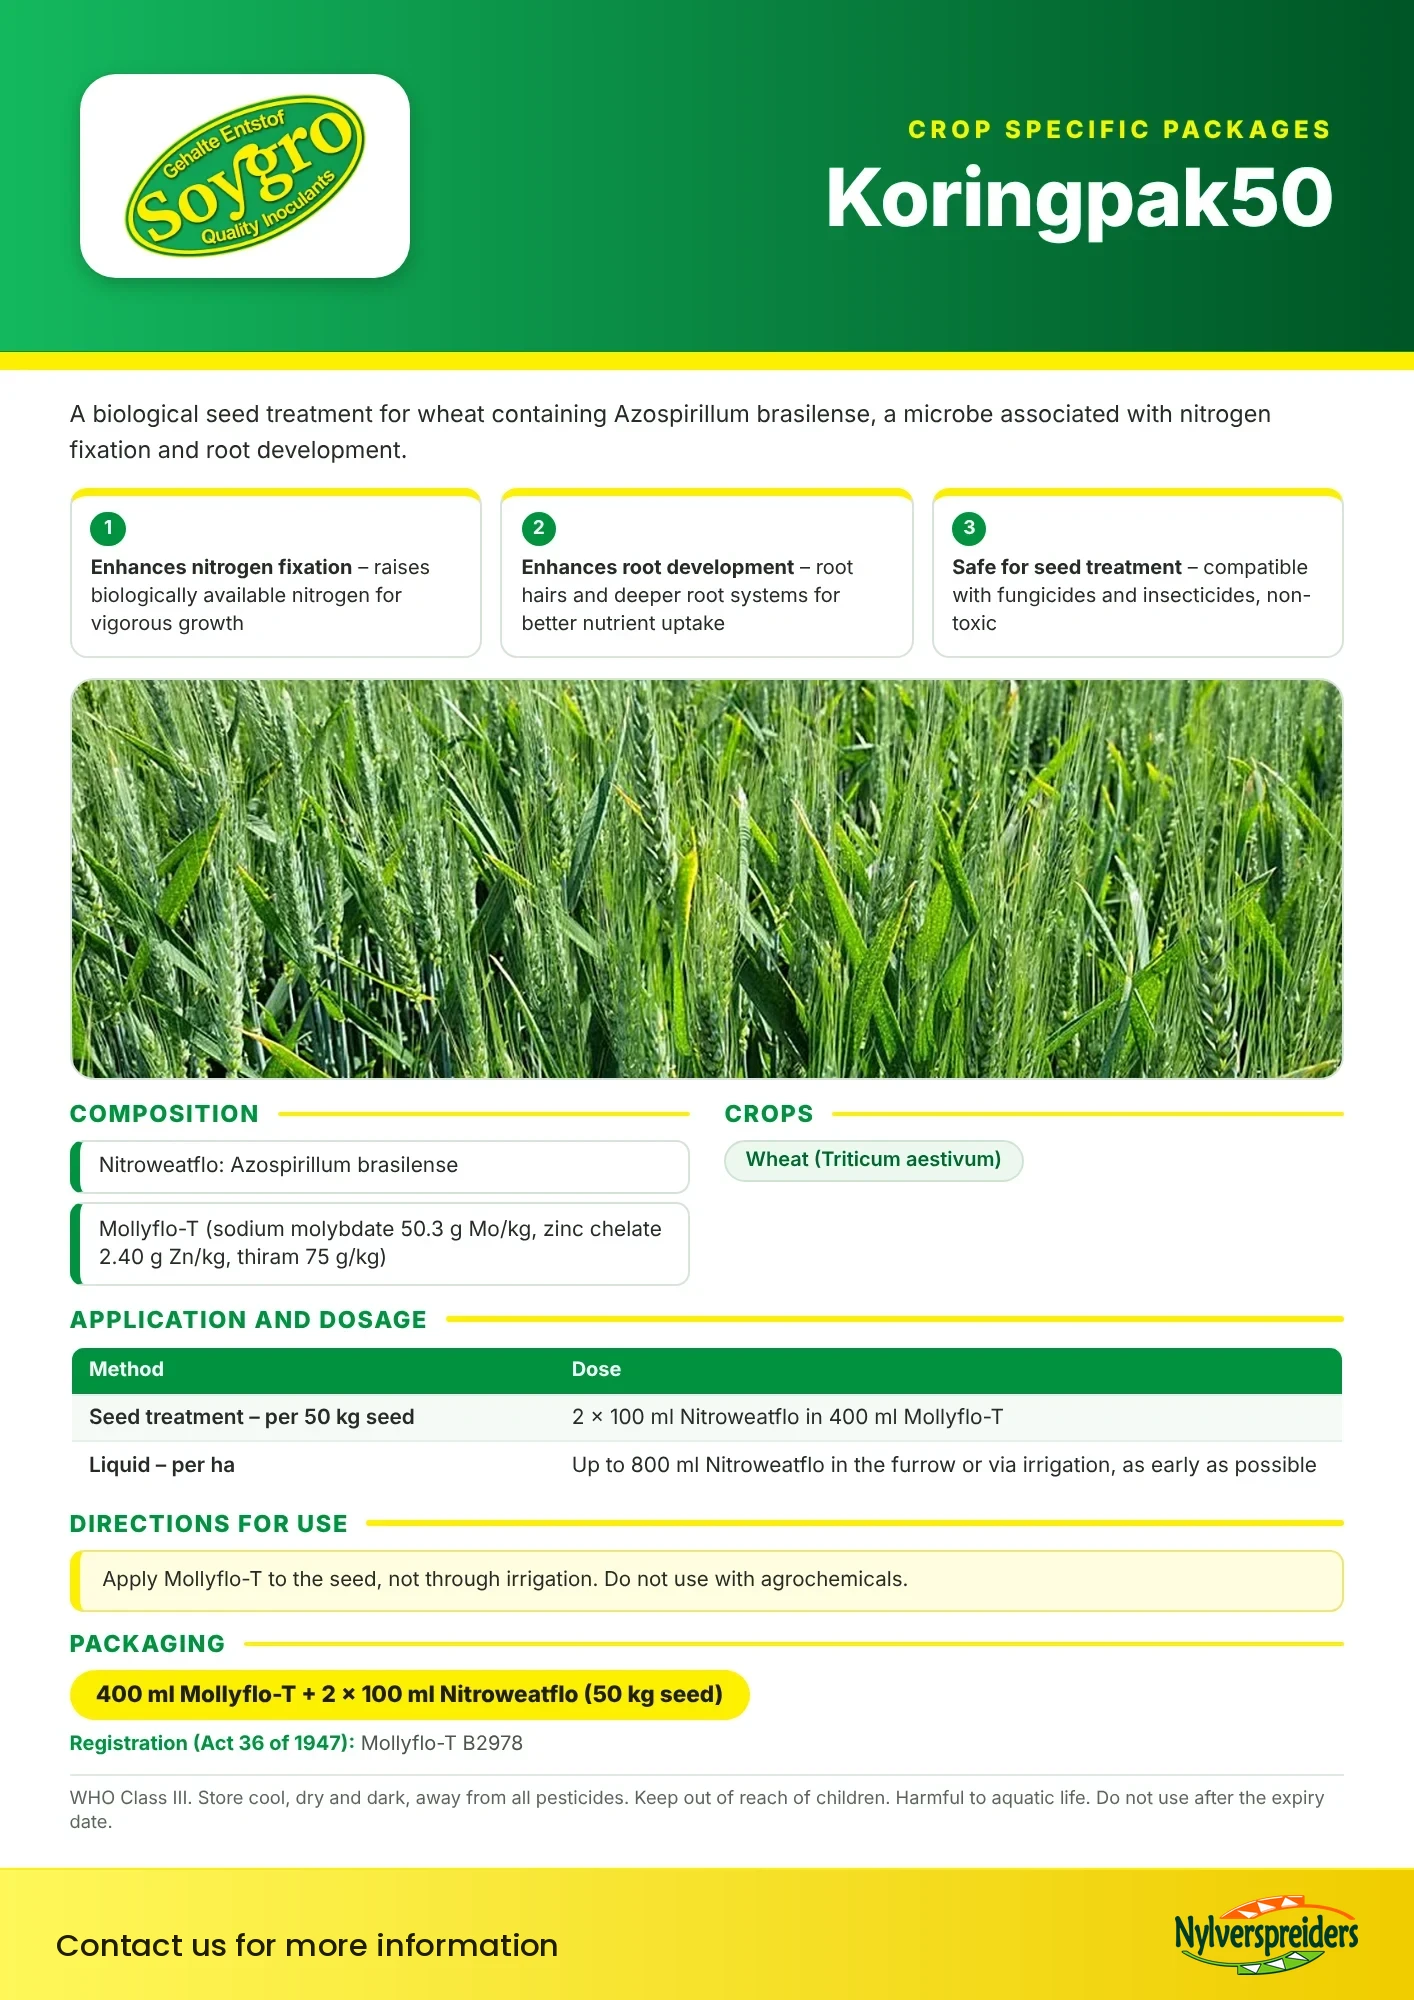 Gehalte Entstof
Soygro
Quality Inoculants
CROP SPECIFIC PACKAGES
Koringpak50
A biological seed treatment for wheat containing Azospirillum brasilense, a microbe associated with nitrogen
fixation and root development.
1
Enhances nitrogen fixation – raises
biologically available nitrogen for
vigorous growth
2
Enhances root development – root
hairs and deeper root systems for
better nutrient uptake
3
Safe for seed treatment – compatible
with fungicides and insecticides, non-
toxic
COMPOSITION
Nitroweatflo: Azospirillum brasilense
Mollyflo-T (sodium molybdate 50.3 g Mo/kg, zinc chelate
2.40 g Zn/kg, thiram 75 g/kg)
CROPS
Wheat (Triticum aestivum)
APPLICATION AND DOSAGE
Method Dose
Seed treatment – per 50 kg seed 2 × 100 ml Nitroweatflo in 400 ml Mollyflo-T
Liquid – per ha Up to 800 ml Nitroweatflo in the furrow or via irrigation, as early as possible
DIRECTIONS FOR USE
Apply Mollyflo-T to the seed, not through irrigation. Do not use with agrochemicals.
PACKAGING
400 ml Mollyflo-T + 2 × 100 ml Nitroweatflo (50 kg seed)
Registration (Act 36 of 1947): Mollyflo-T B2978
WHO Class III. Store cool, dry and dark, away from all pesticides. Keep out of reach of children. Harmful to aquatic life. Do not use after the expiry
date.
Contact us for more information
Nylverspreiders